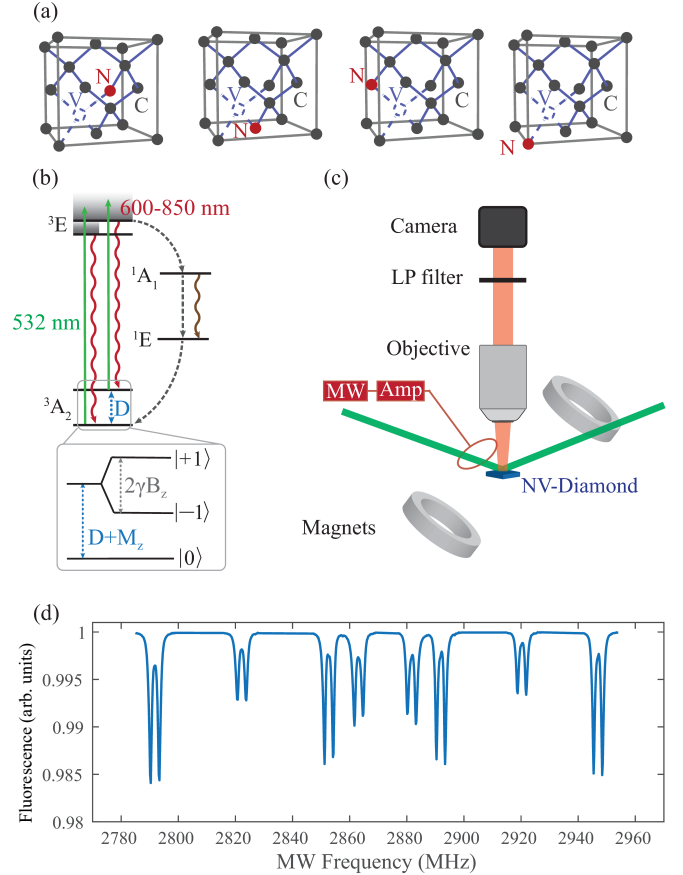 (a)
N
V
C
V
C
N
N
V
C
V
C
N
(b)
600-850 nm
³E
¹A₁
532 nm
¹E
³A₂
D
|+1⟩
2γB_z
|−1⟩
D+M_z
|0⟩
(c)
Camera
LP filter
Objective
MW
Amp
NV-Diamond
Magnets
(d)
Fluorescence (arb. units)
1
0.995
0.99
0.985
0.98
2780 2800 2820 2840 2860 2880 2900 2920 2940 2960
MW Frequency (MHz)